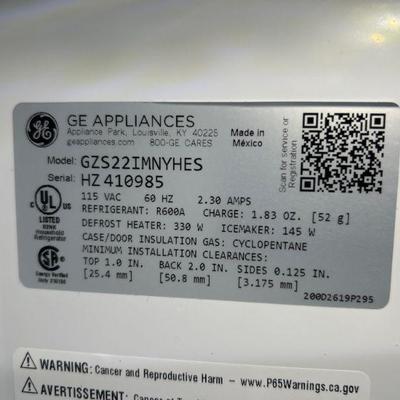 GE APPLIANCES
Appliance Park, Louisville, KY 40225
geappliances.com 800-GE CARES
Made in
México
Scan for service
or Registration
Model: GZS22IMNYHES
Serial: HZ 410985
115 VAC 60 HZ 2.30 AMPS
REFRIGERANT: R600A CHARGE: 1.83 OZ. [52 g]
DEFROST HEATER: 330 W ICEMAKER: 145 W
CASE/DOOR INSULATION GAS: CYCLOPENTANE
MINIMUM INSTALLATION CLEARANCES:
TOP 1.0 IN. BACK 2.0 IN. SIDES 0.125 IN.
[25.4 mm] [50.8 mm] [3.175 mm]
200D2619P295
UL
LISTED
Household
Refrigerator
WARNING: Cancer and Reproductive Harm – www.P65Warnings.ca.gov
AVERTISSEMENT: Cancer